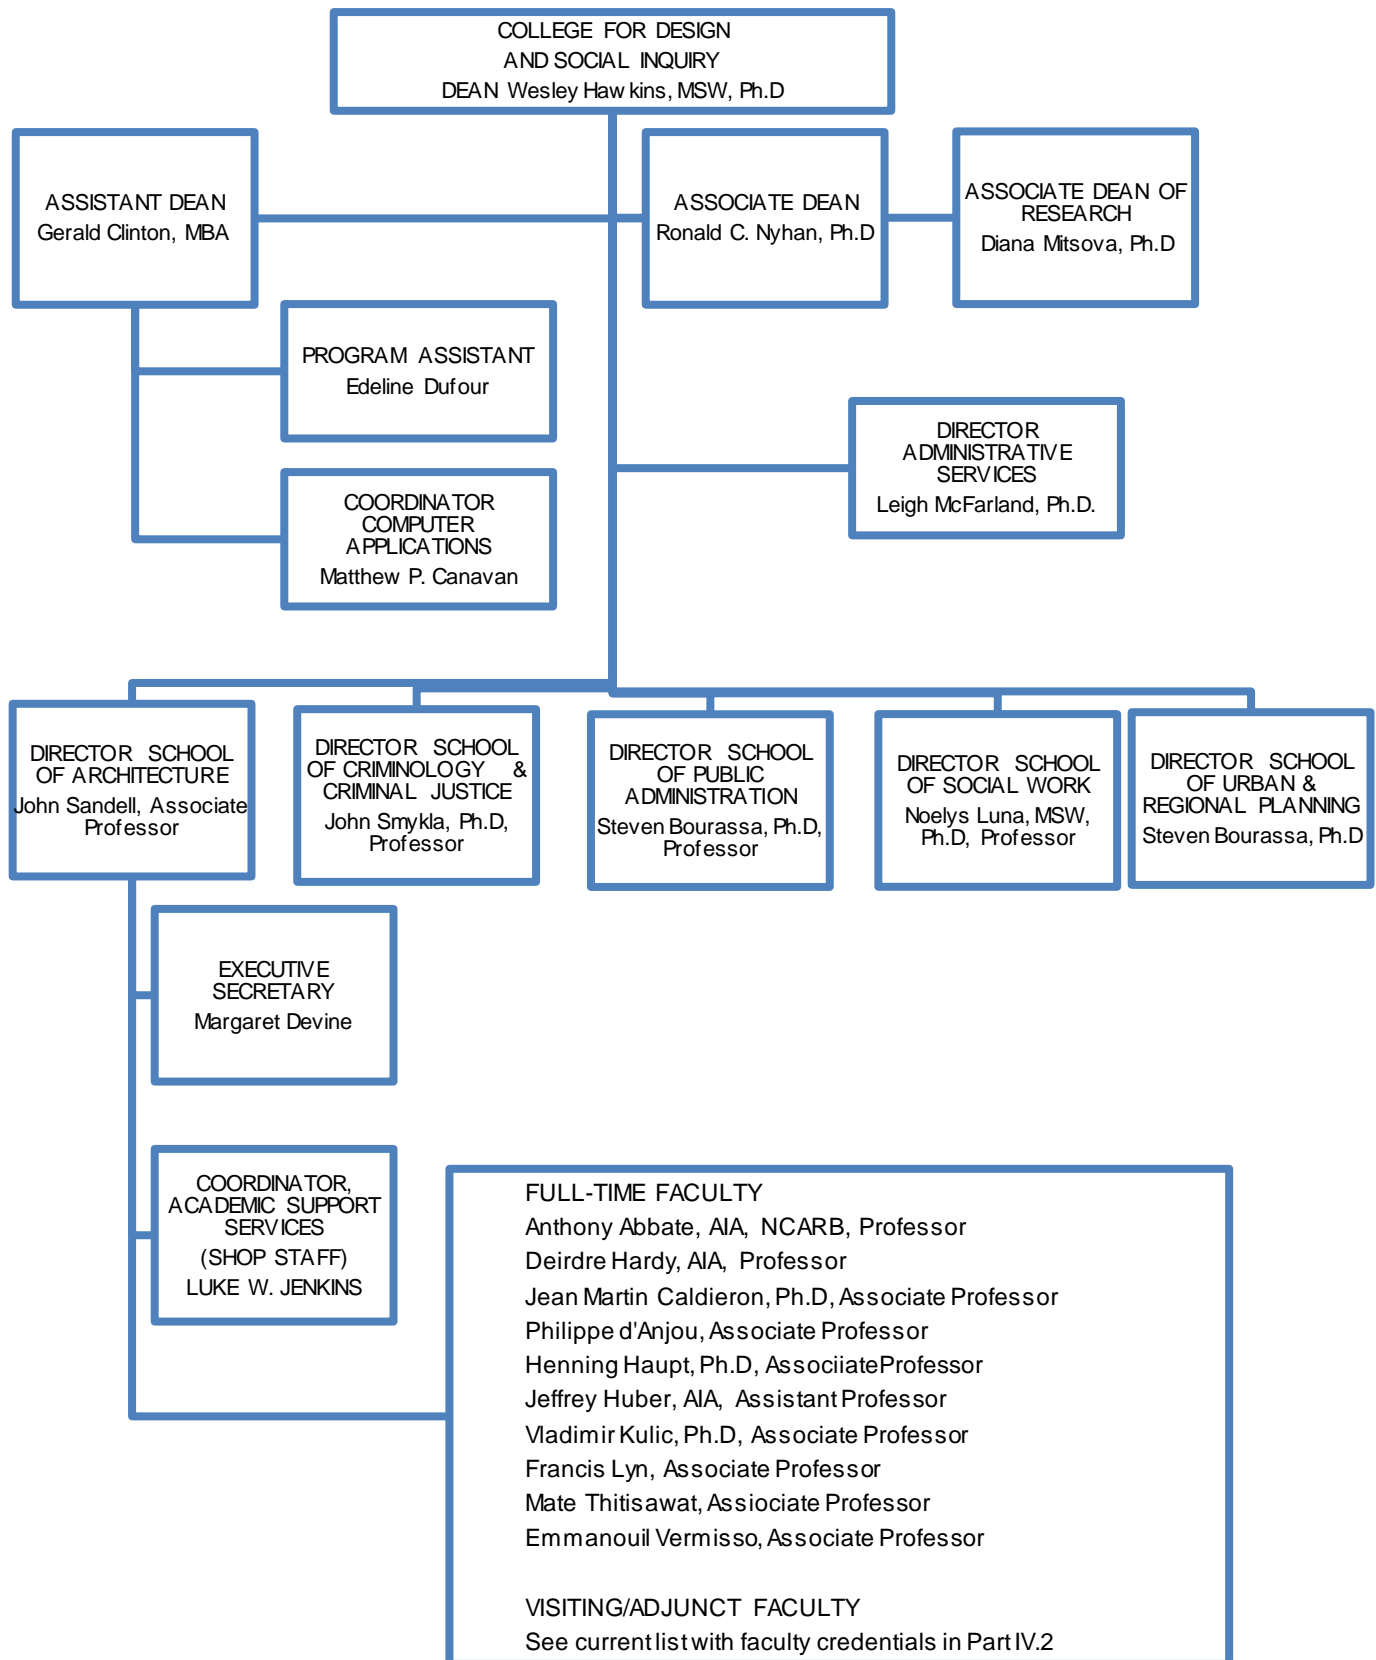 COLLEGE FOR DESIGN
AND SOCIAL INQUIRY
DEAN Wesley Hawkins, MSW, Ph.D
ASSISTANT DEAN
Gerald Clinton, MBA
ASSOCIATE DEAN
Ronald C. Nyhan, Ph.D
ASSOCIATE DEAN OF
RESEARCH
Diana Mitsova, Ph.D
PROGRAM ASSISTANT
Edeline Dufour
DIRECTOR
ADMINISTRATIVE
SERVICES
Leigh McFarland, Ph.D.
COORDINATOR
COMPUTER
APPLICATIONS
Matthew P. Canavan
DIRECTOR SCHOOL
OF ARCHITECTURE
John Sandell, Associate
Professor
DIRECTOR SCHOOL
OF CRIMINOLOGY &
CRIMINAL JUSTICE
John Smykla, Ph.D,
Professor
DIRECTOR SCHOOL
OF PUBLIC
ADMINISTRATION
Steven Bourassa, Ph.D,
Professor
DIRECTOR SCHOOL
OF SOCIAL WORK
Noelys Luna, MSW,
Ph.D, Professor
DIRECTOR SCHOOL
OF URBAN &
REGIONAL PLANNING
Steven Bourassa, Ph.D
EXECUTIVE
SECRETARY
Margaret Devine
COORDINATOR,
ACADEMIC SUPPORT
SERVICES
(SHOP STAFF)
LUKE W. JENKINS
FULL-TIME FACULTY
Anthony Abbate, AIA, NCARB, Professor
Deirdre Hardy, AIA, Professor
Jean Martin Caldieron, Ph.D, Associate Professor
Philippe d'Anjou, Associate Professor
Henning Haupt, Ph.D, Associiate Professor
Jeffrey Huber, AIA, Assistant Professor
Vladimir Kulic, Ph.D, Associate Professor
Francis Lyn, Associate Professor
Mate Thitisawat, Assiociate Professor
Emmanouil Vermisso, Associate Professor
VISITING/ADJUNCT FACULTY
See current list with faculty credentials in Part IV.2